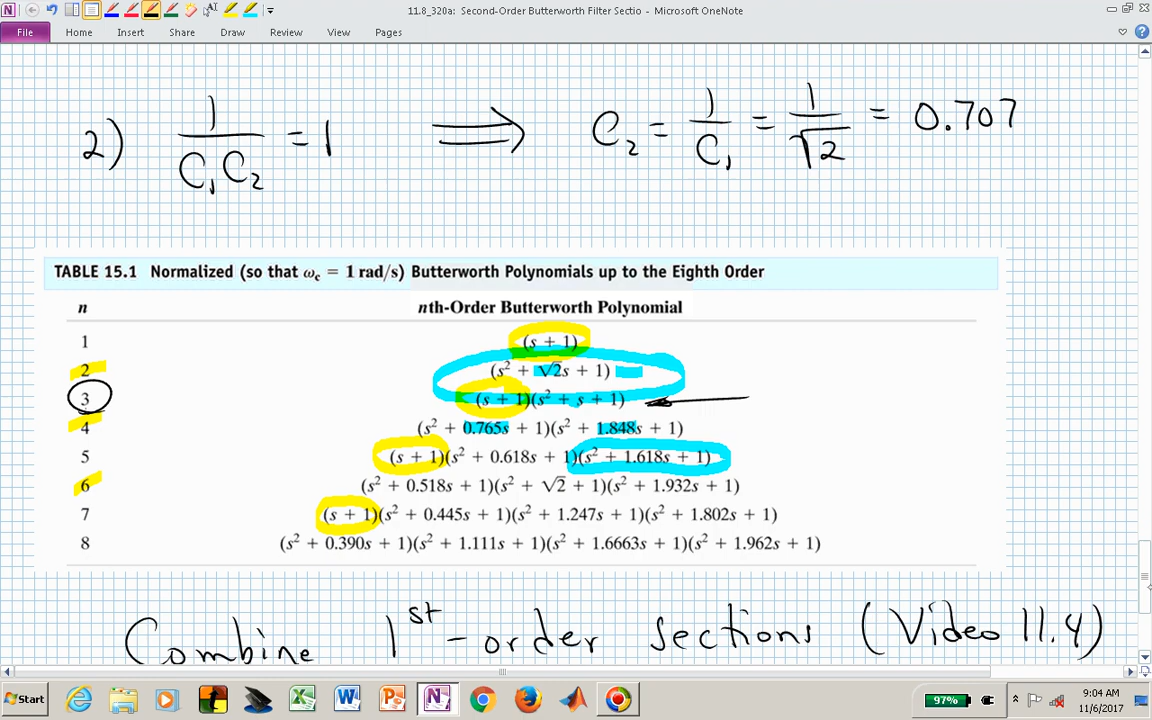 11.8_320a: Second-Order Butterworth Filter Sectio - Microsoft OneNote
File Home Insert Share Draw Review View Pages
2) 1/(C₁C₂) = 1 ⟹ C₂ = 1/C₁ = 1/√2 = 0.707
TABLE 15.1 Normalized (so that ωc = 1 rad/s) Butterworth Polynomials up to the Eighth Order
n nth-Order Butterworth Polynomial
1 (s + 1)
2 (s² + √2s + 1)
3 (s + 1)(s² + s + 1)
4 (s² + 0.765s + 1)(s² + 1.848s + 1)
5 (s + 1)(s² + 0.618s + 1)(s² + 1.618s + 1)
6 (s² + 0.518s + 1)(s² + √2 + 1)(s² + 1.932s + 1)
7 (s + 1)(s² + 0.445s + 1)(s² + 1.247s + 1)(s² + 1.802s + 1)
8 (s² + 0.390s + 1)(s² + 1.111s + 1)(s² + 1.6663s + 1)(s² + 1.962s + 1)
Combine 1st-order sections (Video 11.4)
Start 97% 9:04 AM
11/6/2017